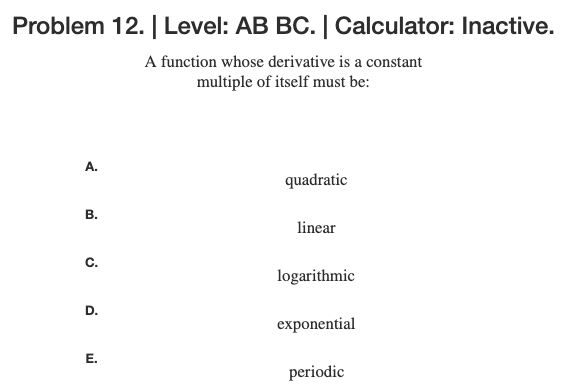 Problem 12. | Level: AB BC. | Calculator: Inactive.
A function whose derivative is a constant
multiple of itself must be:
A.
quadratic
B.
linear
C.
logarithmic
D.
exponential
E.
periodic